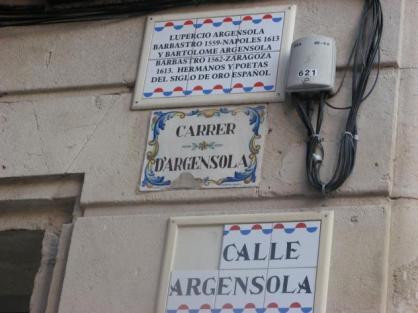 LUPERCIO ARGENSOLA
BARBASTRO 1559-NAPOLES 1613
Y BARTOLOME ARGENSOLA
BARBASTRO 1562-ZARAGOZA
1613. HERMANOS Y POETAS
DEL SIGLO DE ORO ESPAÑOL
621
CARRER
D'ARGENSOLA
CALLE
ARGENSOLA